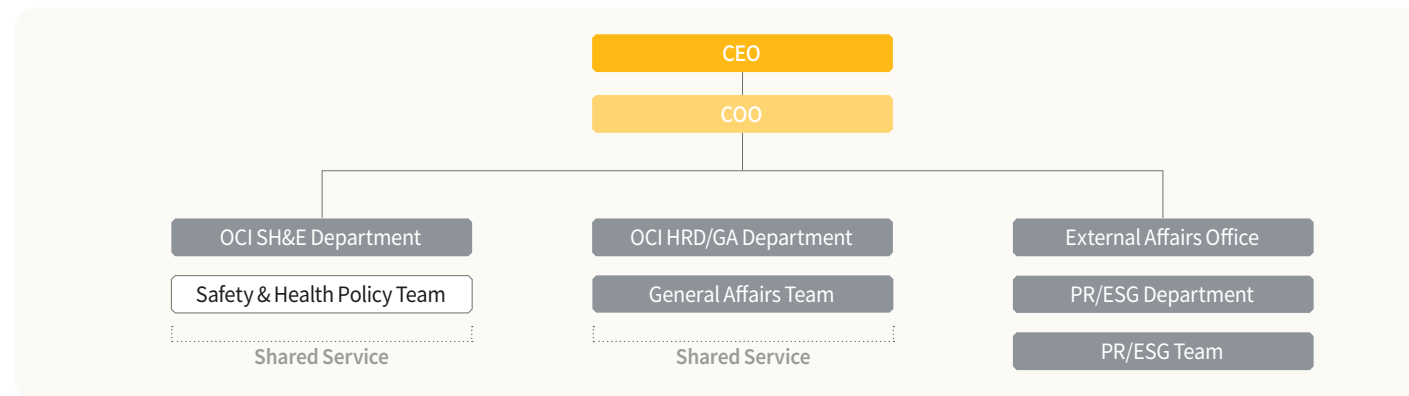 CEO
COO
OCI SH&E Department
OCI HRD/GA Department
External Affairs Office
Safety & Health Policy Team
General Affairs Team
PR/ESG Department
Shared Service
Shared Service
PR/ESG Team